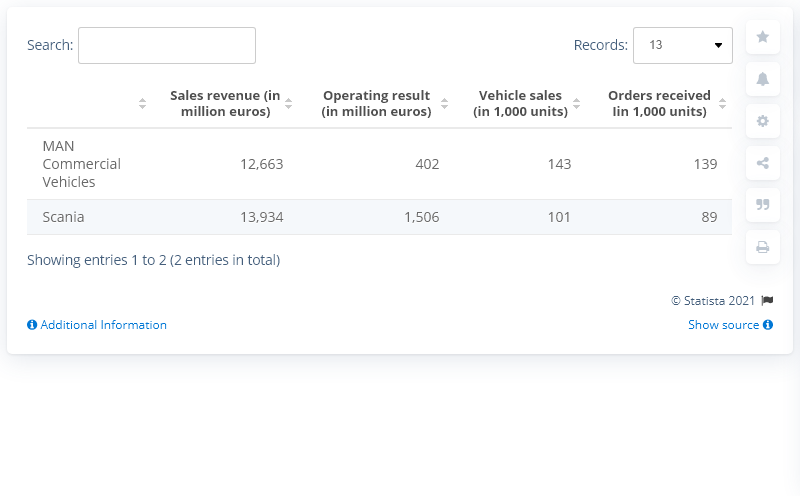 Search:
Records: 13
Sales revenue (in million euros)
Operating result (in million euros)
Vehicle sales (in 1,000 units)
Orders received Iin 1,000 units)
MAN Commercial Vehicles 12,663 402 143 139
Scania 13,934 1,506 101 89
Showing entries 1 to 2 (2 entries in total)
© Statista 2021
Additional Information Show source